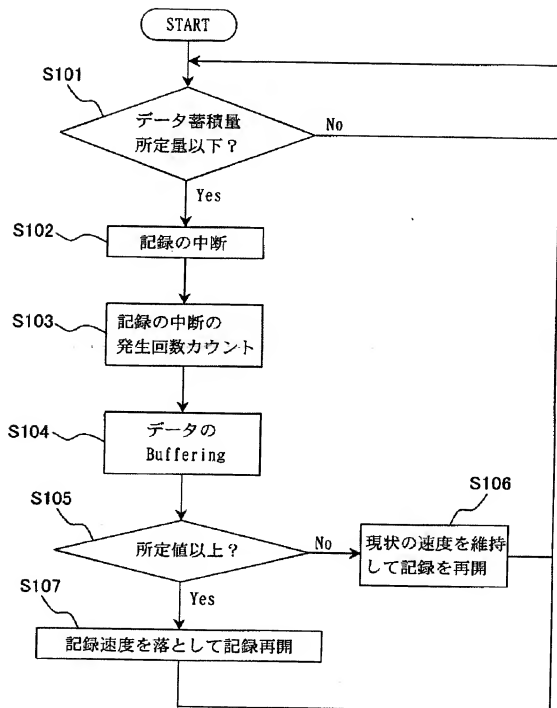 START
S101
データ蓄積量
所定量以下？
No
Yes
S102
記録の中断
S103
記録の中断の
発生回数カウント
S104
データの
Buffering
S105
所定値以上？
No
S106
現状の速度を維持
して記録を再開
Yes
S107
記録速度を落として記録再開